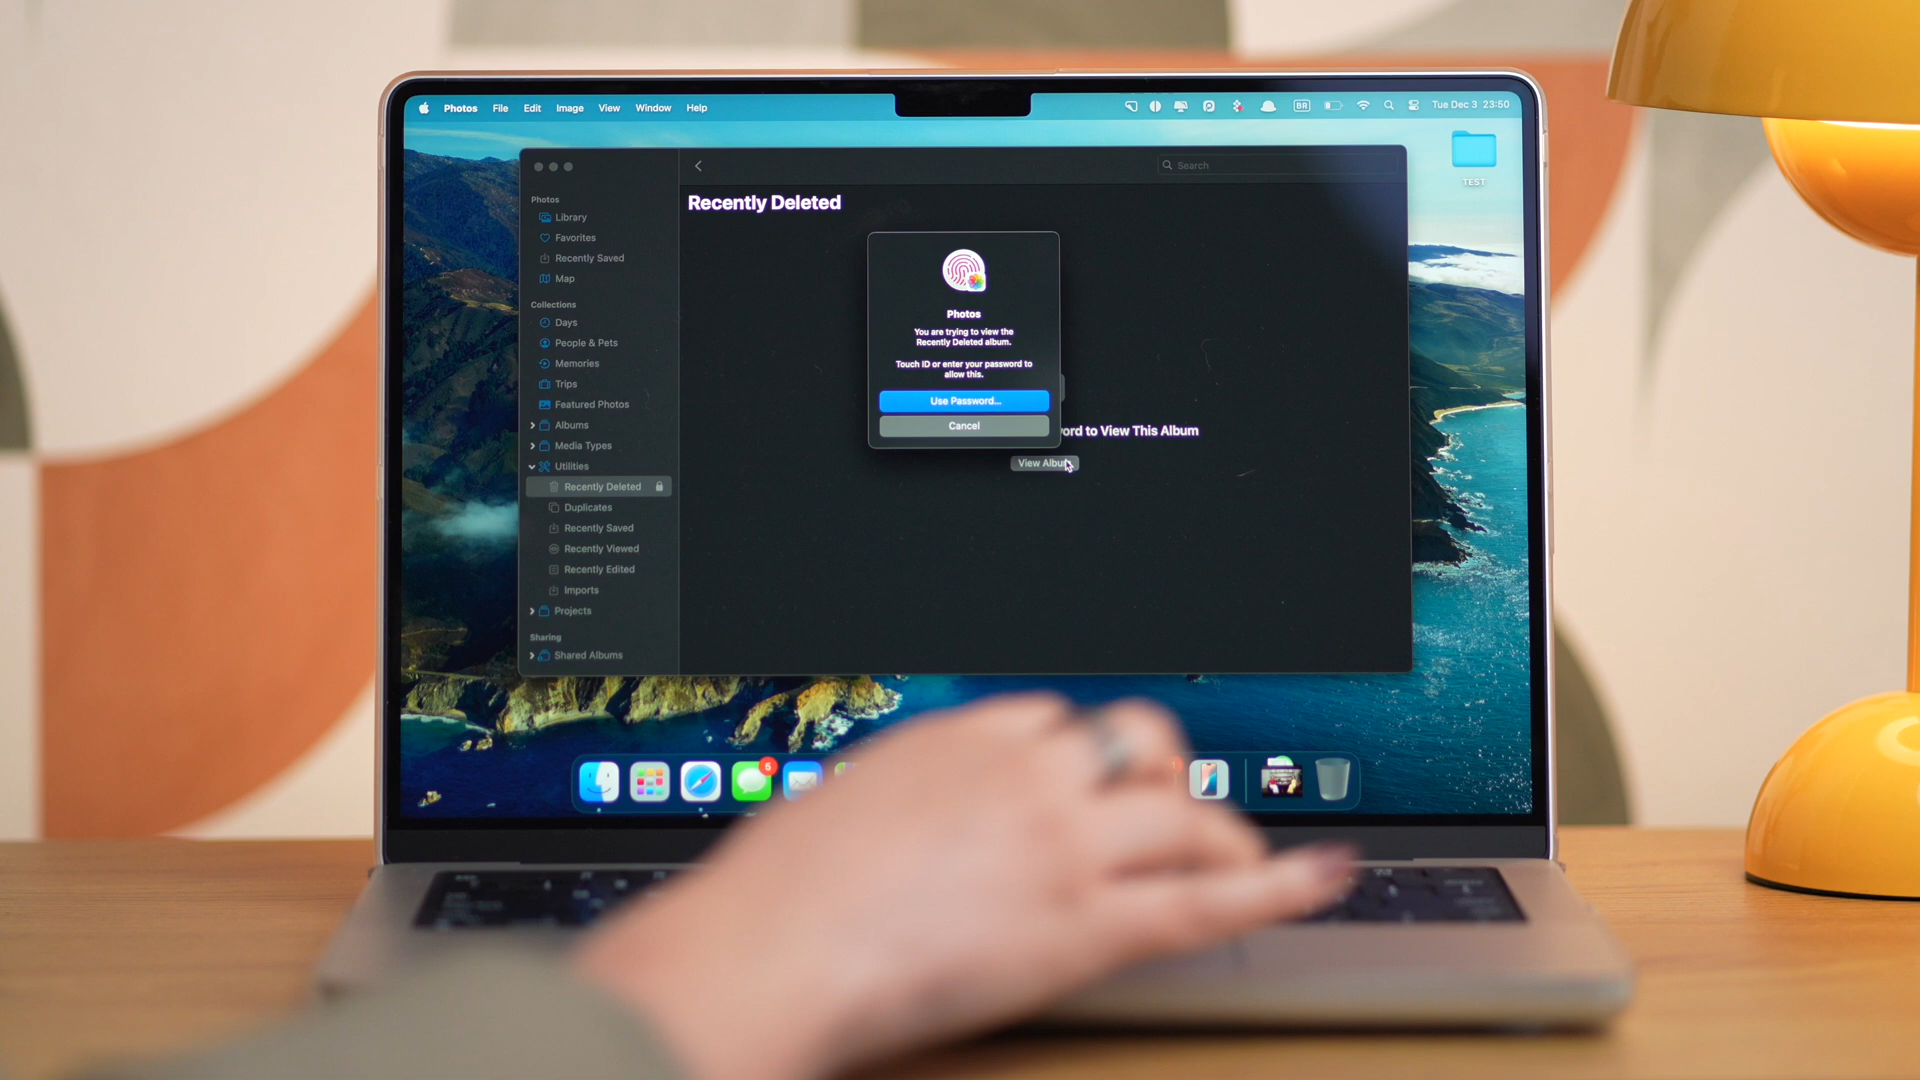 Photos File Edit Image View Window Help
BR
Tue Dec 3 23:50
TEST
Search
Photos
Library
Favorites
Recently Saved
Map
Collections
Days
People & Pets
Memories
Trips
Featured Photos
Albums
Media Types
Utilities
Recently Deleted
Duplicates
Recently Saved
Recently Viewed
Recently Edited
Imports
Projects
Sharing
Shared Albums
Recently Deleted
Photos
You are trying to view the
Recently Deleted album.
Touch ID or enter your password to
allow this.
Use Password...
Cancel
to View This Album
View Album
5